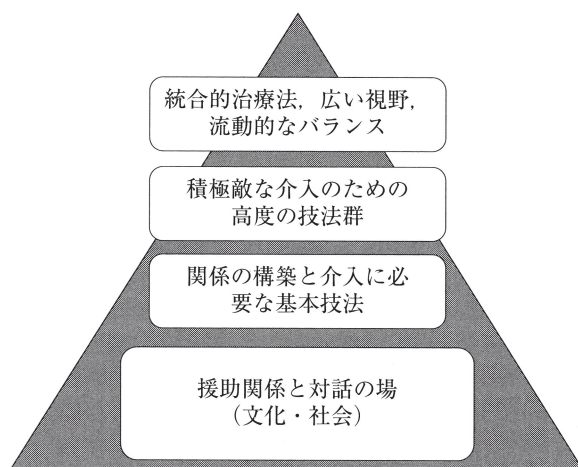 統合的治療法，広い視野，
流動的なバランス
積極敵な介入のための
高度の技法群
関係の構築と介入に必
要な基本技法
援助関係と対話の場
（文化・社会）